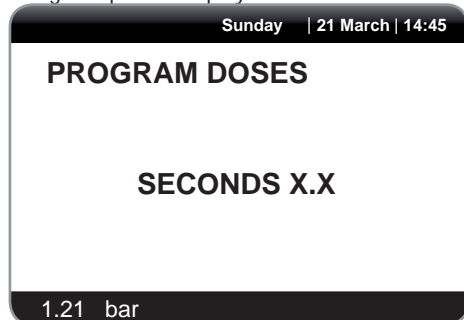 Sunday | 21 March | 14:45
PROGRAM DOSES
SECONDS X.X
1.21 bar